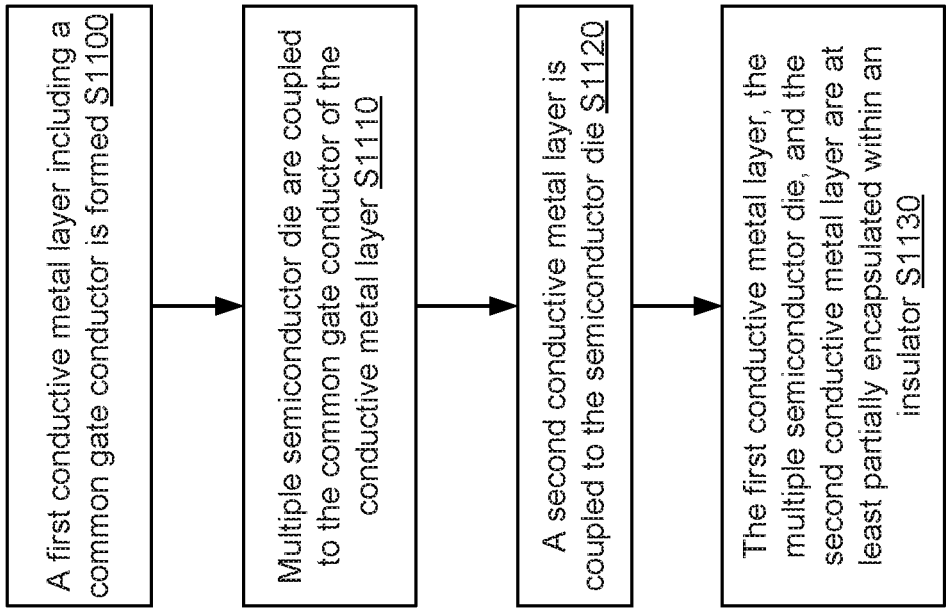 A first conductive metal layer including a
common gate conductor is formed S1100
Multiple semiconductor die are coupled
to the common gate conductor of the
conductive metal layer S1110
A second conductive metal layer is
coupled to the semiconductor die S1120
The first conductive metal layer, the
multiple semiconductor die, and the
second conductive metal layer are at
least partially encapsulated within an
insulator S1130